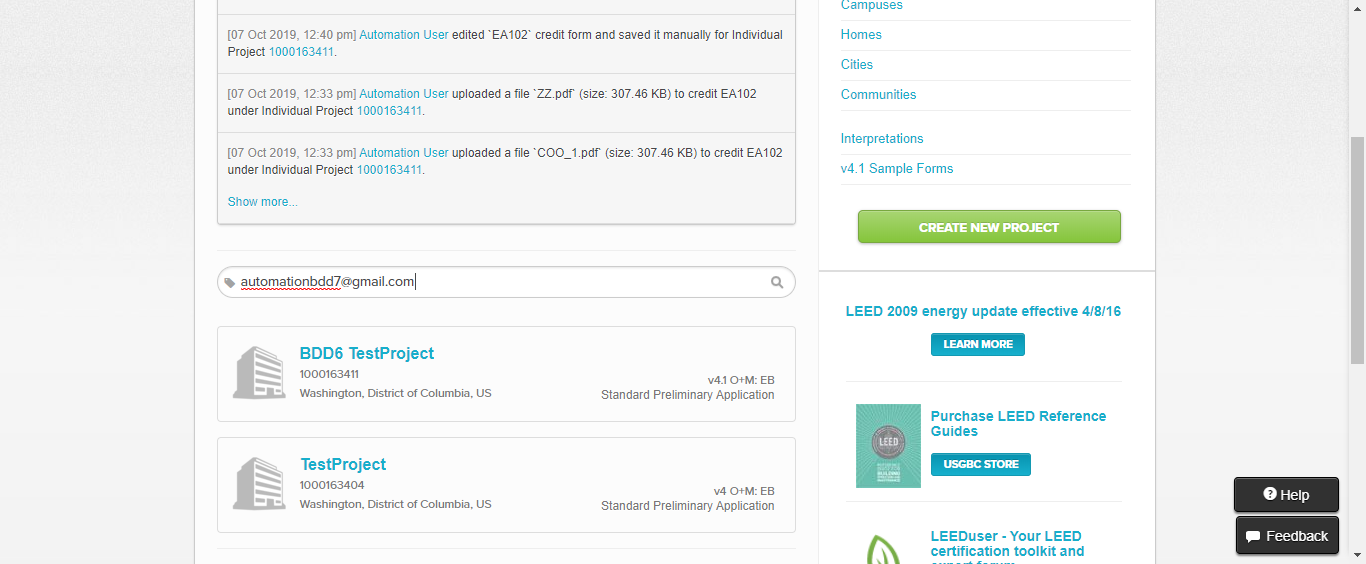 [07 Oct 2019, 12:40 pm] Automation User edited `EA102` credit form and saved it manually for Individual
Project 1000163411.
[07 Oct 2019, 12:33 pm] Automation User uploaded a file `ZZ.pdf` (size: 307.46 KB) to credit EA102
under Individual Project 1000163411.
[07 Oct 2019, 12:33 pm] Automation User uploaded a file `COO_1.pdf` (size: 307.46 KB) to credit EA102
under Individual Project 1000163411.
Show more...
automationbdd7@gmail.com
BDD6 TestProject
1000163411
Washington, District of Columbia, US
v4.1 O+M: EB
Standard Preliminary Application
TestProject
1000163404
Washington, District of Columbia, US
v4 O+M: EB
Standard Preliminary Application
Campuses
Homes
Cities
Communities
Interpretations
v4.1 Sample Forms
CREATE NEW PROJECT
LEED 2009 energy update effective 4/8/16
LEARN MORE
LEED
Purchase LEED Reference
Guides
USGBC STORE
LEEDuser - Your LEED
certification toolkit and
expert forum
Help
Feedback